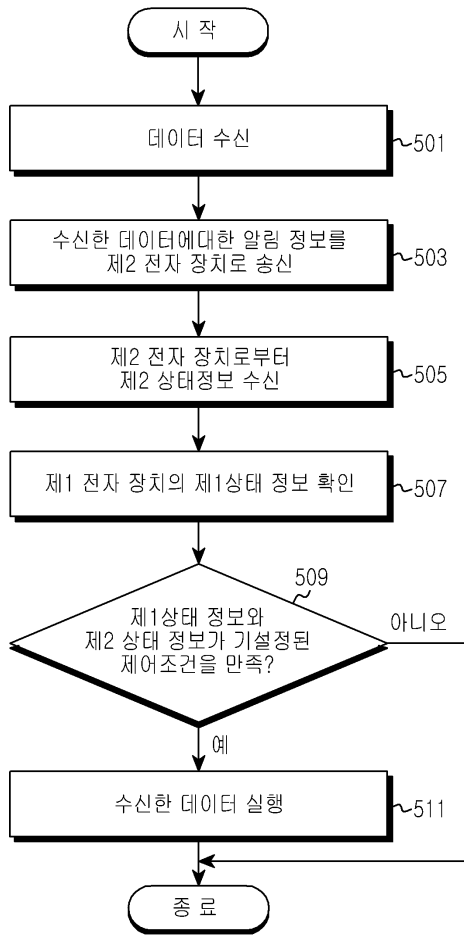 시 작
데이터 수신
501
수신한 데이터에대한 알림 정보를
제2 전자 장치로 송신
503
제2 전자 장치로부터
제2 상태정보 수신
505
제1 전자 장치의 제1상태 정보 확인
507
509
제1상태 정보와
제2 상태 정보가 기설정된
제어조건을 만족?
아니오
예
수신한 데이터 실행
511
종 료